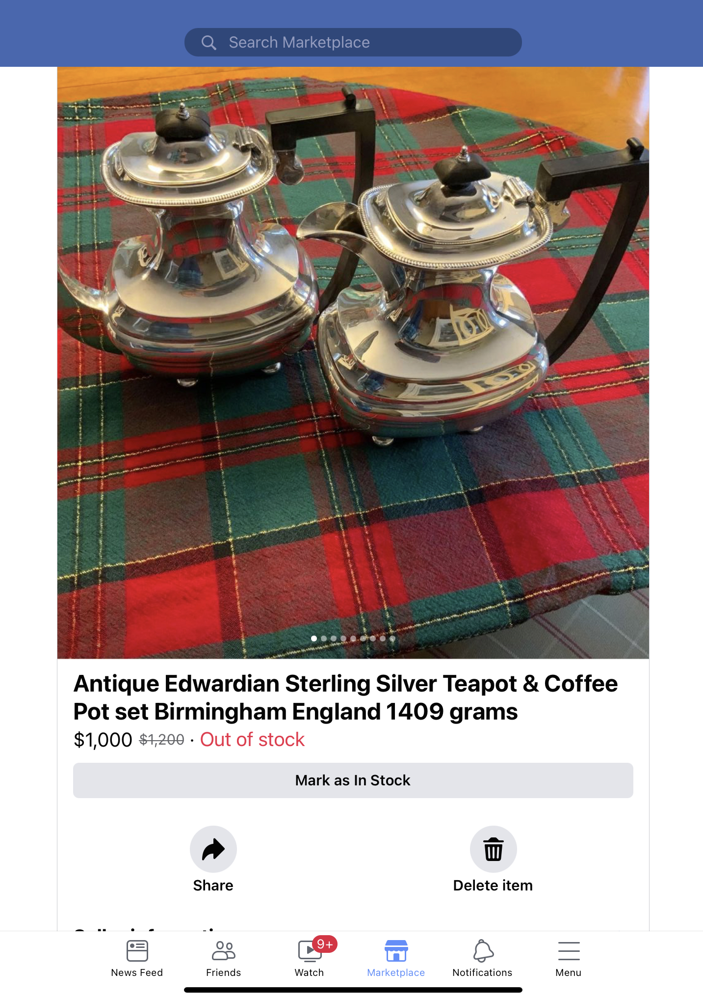 Search Marketplace
Antique Edwardian Sterling Silver Teapot & Coffee
Pot set Birmingham England 1409 grams
$1,000 $1,200 · Out of stock
Mark as In Stock
Share
Delete item
9+
News Feed
Friends
Watch
Marketplace
Notifications
Menu